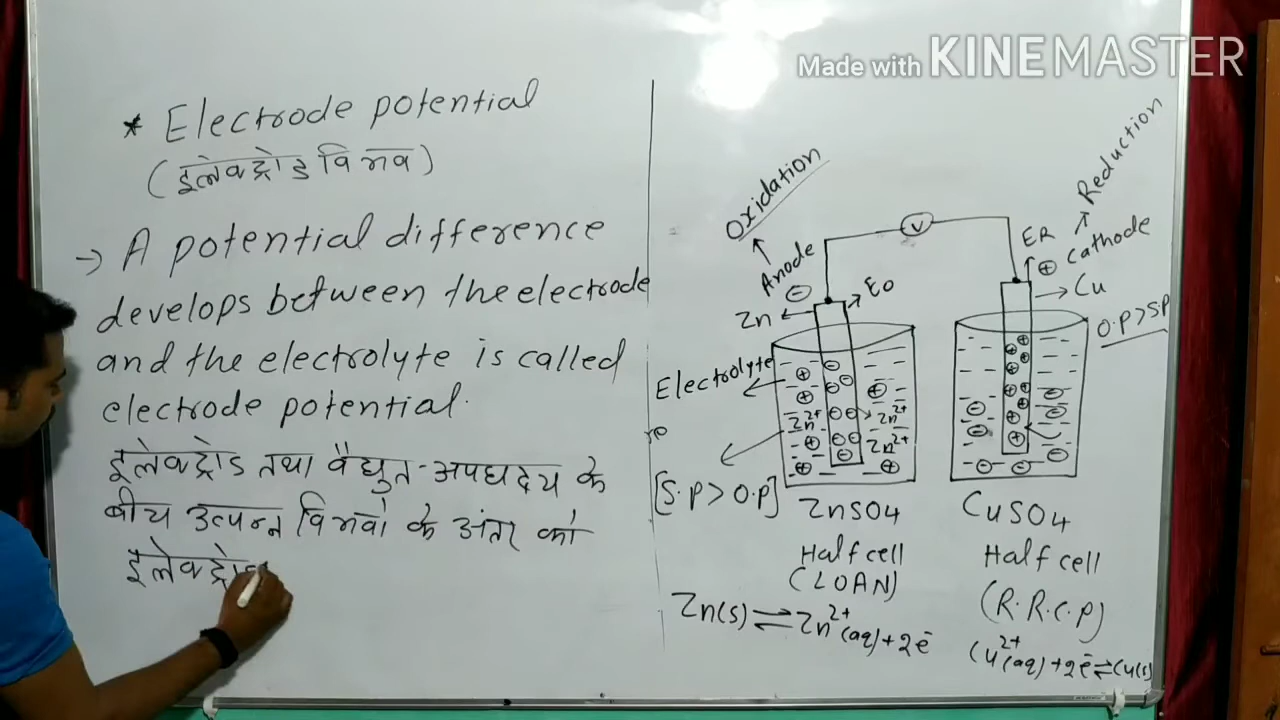 Made with KINEMASTER
* Electrode potential
(इलेक्ट्रोड विभव)
→ A potential difference
develops between the electrode
and the electrolyte is called
electrode potential.
इलेक्ट्रोड तथा वैद्युत-अपघट्य के
बीच उत्पन्न विभवों के अंतर को
इलेक्ट्रो
Oxidation
Anode
Zn
EO
Electrolyte
Zn2+
Zn2+
Zn2+
[S.P > O.P]
ZnSO4
Half cell
(LOAN)
Zn(s) ⇌ Zn2+(aq) + 2e-
V
Reduction
ER
Cathode
Cu
O.P > S.P
CuSO4
Half cell
(R.R.C.P)
Cu2+(aq) + 2e- ⇌ Cu(s)